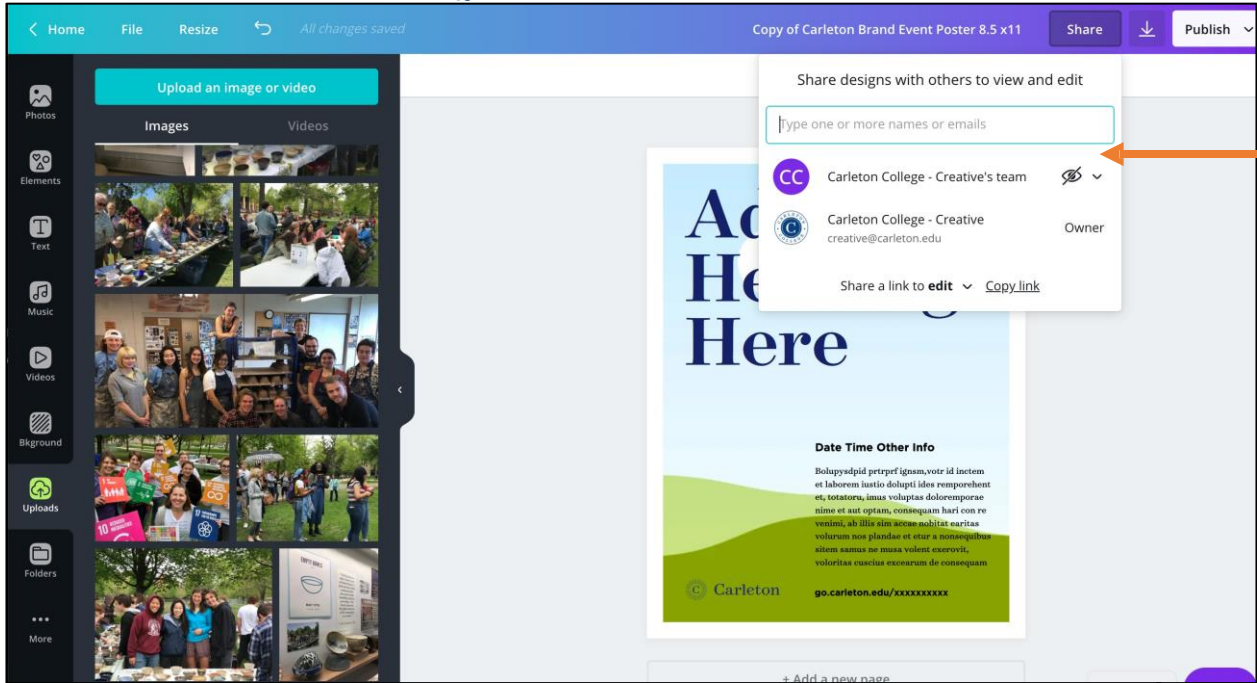 Home File Resize All changes saved Copy of Carleton Brand Event Poster 8.5 x11 Share Publish
Upload an image or video
Images Videos
Photos
Elements
Text
Music
Videos
Bkground
Uploads
Folders
More
Share designs with others to view and edit
Type one or more names or emails
CC Carleton College - Creative's team
Carleton College - Creative
creative@carleton.edu
Owner
Share a link to edit Copy link
Here
Date Time Other Info
Bolupysdpid prtrprf ignsm,votr id inctem
et laborem iustio dolupti ides remporehent
et, totatoru, imus voluptas doloremporae
nime et aut optam, consequam hari con re
venimi, ab illis sim accae nobitat earitas
volurum nos plandae et etur a nonsequibus
sitem samus ne musa volent exerovit,
voloritas cuscius excearum de consequam
C Carleton
go.carleton.edu/xxxxxxxxxx
+ Add a new page